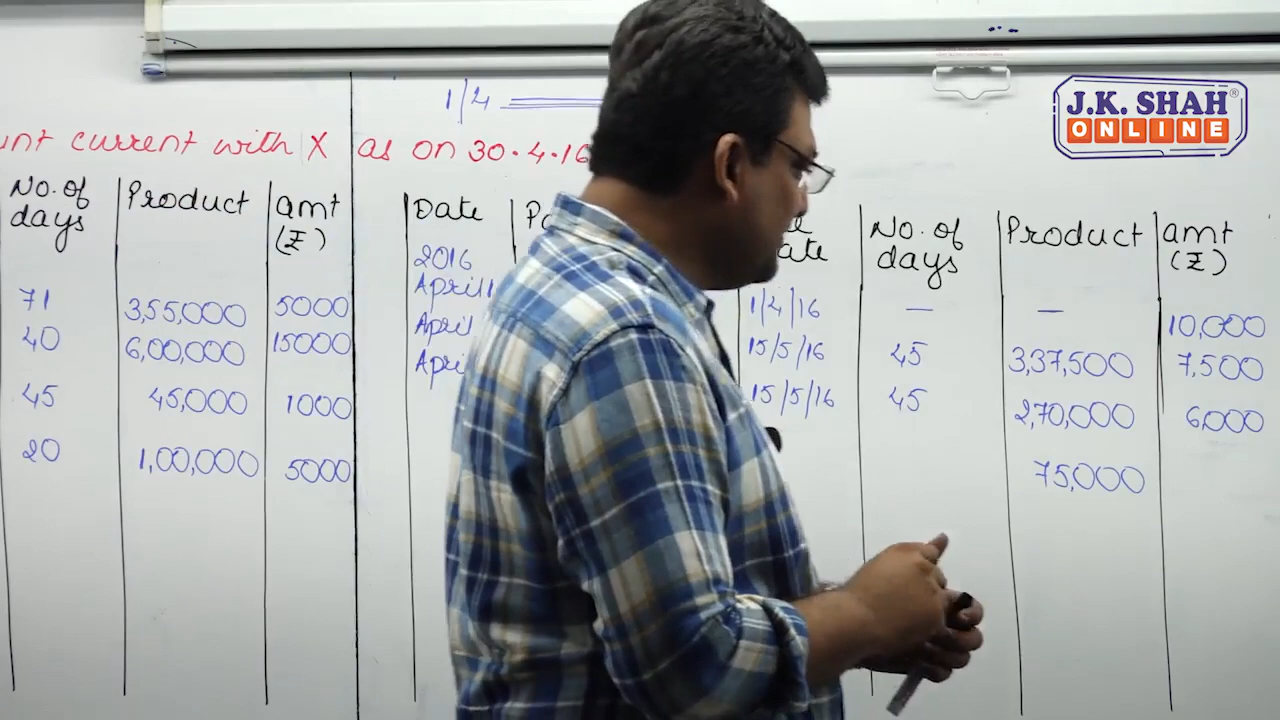 J.K. SHAH®
ONLINE
1/4
unt current with X as on 30.4.16
No. of days Product amt (₹)
71 3,55,000 5000
40 6,00,000 15000
45 45,000 1000
20 1,00,000 5000
Date No. of days Product amt (₹)
2016
April 1 1/4/16 — — 10,000
April 15/5/16 45 3,37,500 7,500
15/5/16 45 2,70,000 6,000
75,000